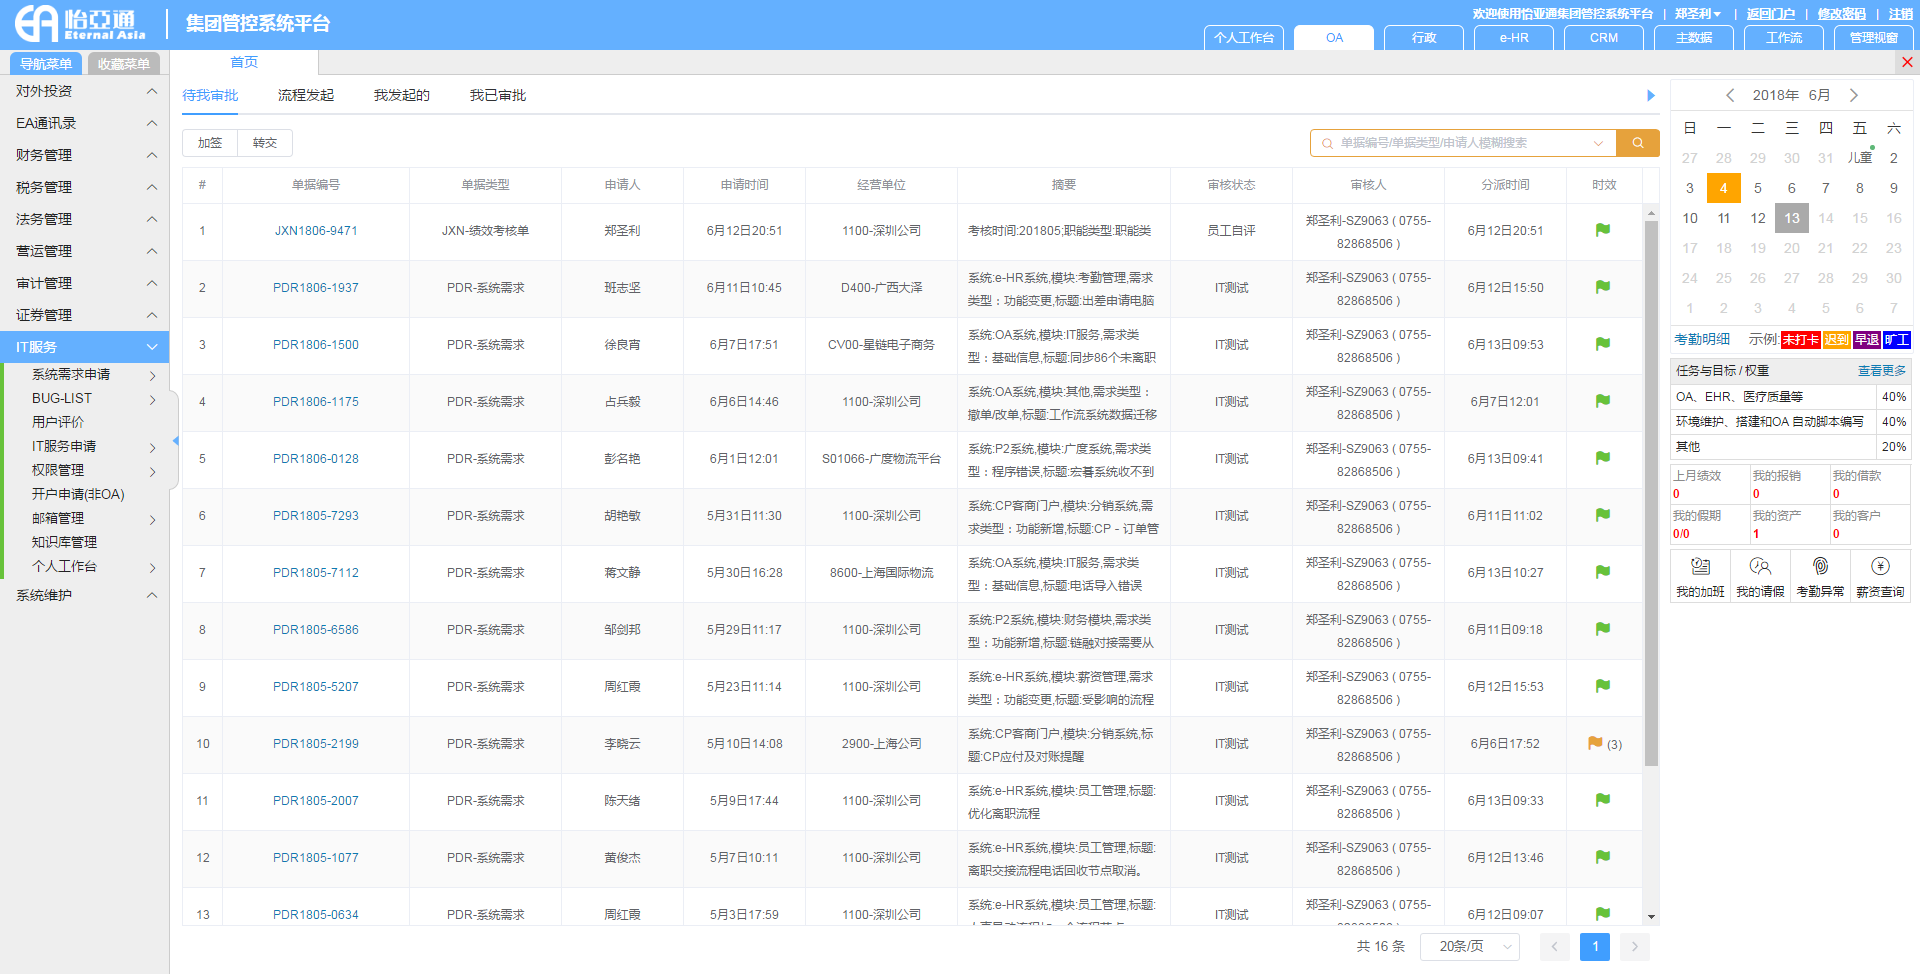 怡亞通
Eternal Asia
集团管控系统平台
欢迎使用怡亚通集团管控系统平台 | 郑圣利 | 返回门户 | 修改密码 | 注销
个人工作台 OA 行政 e-HR CRM 主数据 工作流 管理视窗
导航菜单 收藏菜单 首页
对外投资
EA通讯录
财务管理
税务管理
法务管理
营运管理
审计管理
证券管理
IT服务
系统需求申请
BUG-LIST
用户评价
IT服务申请
权限管理
开户申请(非OA)
邮箱管理
知识库管理
个人工作台
系统维护
待我审批 流程发起 我发起的 我已审批
加签 转交 单据编号/单据类型/申请人模糊搜索
# 单据编号 单据类型 申请人 申请时间 经营单位 摘要 审核状态 审核人 分派时间 时效
1 JXN1806-9471 JXN-绩效考核单 郑圣利 6月12日20:51 1100-深圳公司 考核时间:201805;职能类型:职能类 员工自评 郑圣利-SZ9063 ( 0755-82868506 ) 6月12日20:51
2 PDR1806-1937 PDR-系统需求 班志坚 6月11日10:45 D400-广西大泽 系统:e-HR系统,模块:考勤管理,需求类型：功能变更,标题:出差申请电脑 IT测试 郑圣利-SZ9063 ( 0755-82868506 ) 6月12日15:50
3 PDR1806-1500 PDR-系统需求 徐良宵 6月7日17:51 CV00-星链电子商务 系统:OA系统,模块:IT服务,需求类型：基础信息,标题:同步86个未离职 IT测试 郑圣利-SZ9063 ( 0755-82868506 ) 6月13日09:53
4 PDR1806-1175 PDR-系统需求 占兵毅 6月6日14:46 1100-深圳公司 系统:OA系统,模块:其他,需求类型：撤单/改单,标题:工作流系统数据迁移 IT测试 郑圣利-SZ9063 ( 0755-82868506 ) 6月7日12:01
5 PDR1806-0128 PDR-系统需求 彭名艳 6月1日12:01 S01066-广度物流平台 系统:P2系统,模块:广度系统,需求类型：程序错误,标题:宏碁系统收不到 IT测试 郑圣利-SZ9063 ( 0755-82868506 ) 6月13日09:41
6 PDR1805-7293 PDR-系统需求 胡艳敏 5月31日11:30 1100-深圳公司 系统:CP客商门户,模块:分销系统,需求类型：功能新增,标题:CP - 订单管 IT测试 郑圣利-SZ9063 ( 0755-82868506 ) 6月11日11:02
7 PDR1805-7112 PDR-系统需求 蒋文静 5月30日16:28 8600-上海国际物流 系统:OA系统,模块:IT服务,需求类型：基础信息,标题:电话导入错误 IT测试 郑圣利-SZ9063 ( 0755-82868506 ) 6月13日10:27
8 PDR1805-6586 PDR-系统需求 邹剑邦 5月29日11:17 1100-深圳公司 系统:P2系统,模块:财务模块,需求类型：功能新增,标题:链融对接需要从 IT测试 郑圣利-SZ9063 ( 0755-82868506 ) 6月11日09:18
9 PDR1805-5207 PDR-系统需求 周红霞 5月23日11:14 1100-深圳公司 系统:e-HR系统,模块:薪资管理,需求类型：功能变更,标题:受影响的流程 IT测试 郑圣利-SZ9063 ( 0755-82868506 ) 6月12日15:53
10 PDR1805-2199 PDR-系统需求 李晓云 5月10日14:08 2900-上海公司 系统:CP客商门户,模块:分销系统,标题:CP应付及对账提醒 IT测试 郑圣利-SZ9063 ( 0755-82868506 ) 6月6日17:52 (3)
11 PDR1805-2007 PDR-系统需求 陈天绪 5月9日17:44 1100-深圳公司 系统:e-HR系统,模块:员工管理,标题:优化离职流程 IT测试 郑圣利-SZ9063 ( 0755-82868506 ) 6月13日09:33
12 PDR1805-1077 PDR-系统需求 黄俊杰 5月7日10:11 1100-深圳公司 系统:e-HR系统,模块:员工管理,标题:离职交接流程电话回收节点取消。 IT测试 郑圣利-SZ9063 ( 0755-82868506 ) 6月12日13:46
13 PDR1805-0634 PDR-系统需求 周红霞 5月3日17:59 1100-深圳公司 系统:e-HR系统,模块:员工管理,标题: IT测试 郑圣利-SZ9063 ( 0755- 6月12日09:07
共 16 条 20条/页 1
2018年 6月
日 一 二 三 四 五 六
27 28 29 30 31 儿童 2
3 4 5 6 7 8 9
10 11 12 13 14 15 16
17 18 19 20 21 22 23
24 25 26 27 28 29 30
1 2 3 4 5 6 7
考勤明细 示例: 未打卡 迟到 早退 旷工
任务与目标 / 权重 查看更多
OA、EHR、医疗质量等 40%
环境维护、搭建和OA 自动脚本编写 40%
其他 20%
上月绩效 我的报销 我的借款
0 0 0
我的假期 我的资产 我的客户
0/0 1 0
我的加班 我的请假 考勤异常 薪资查询